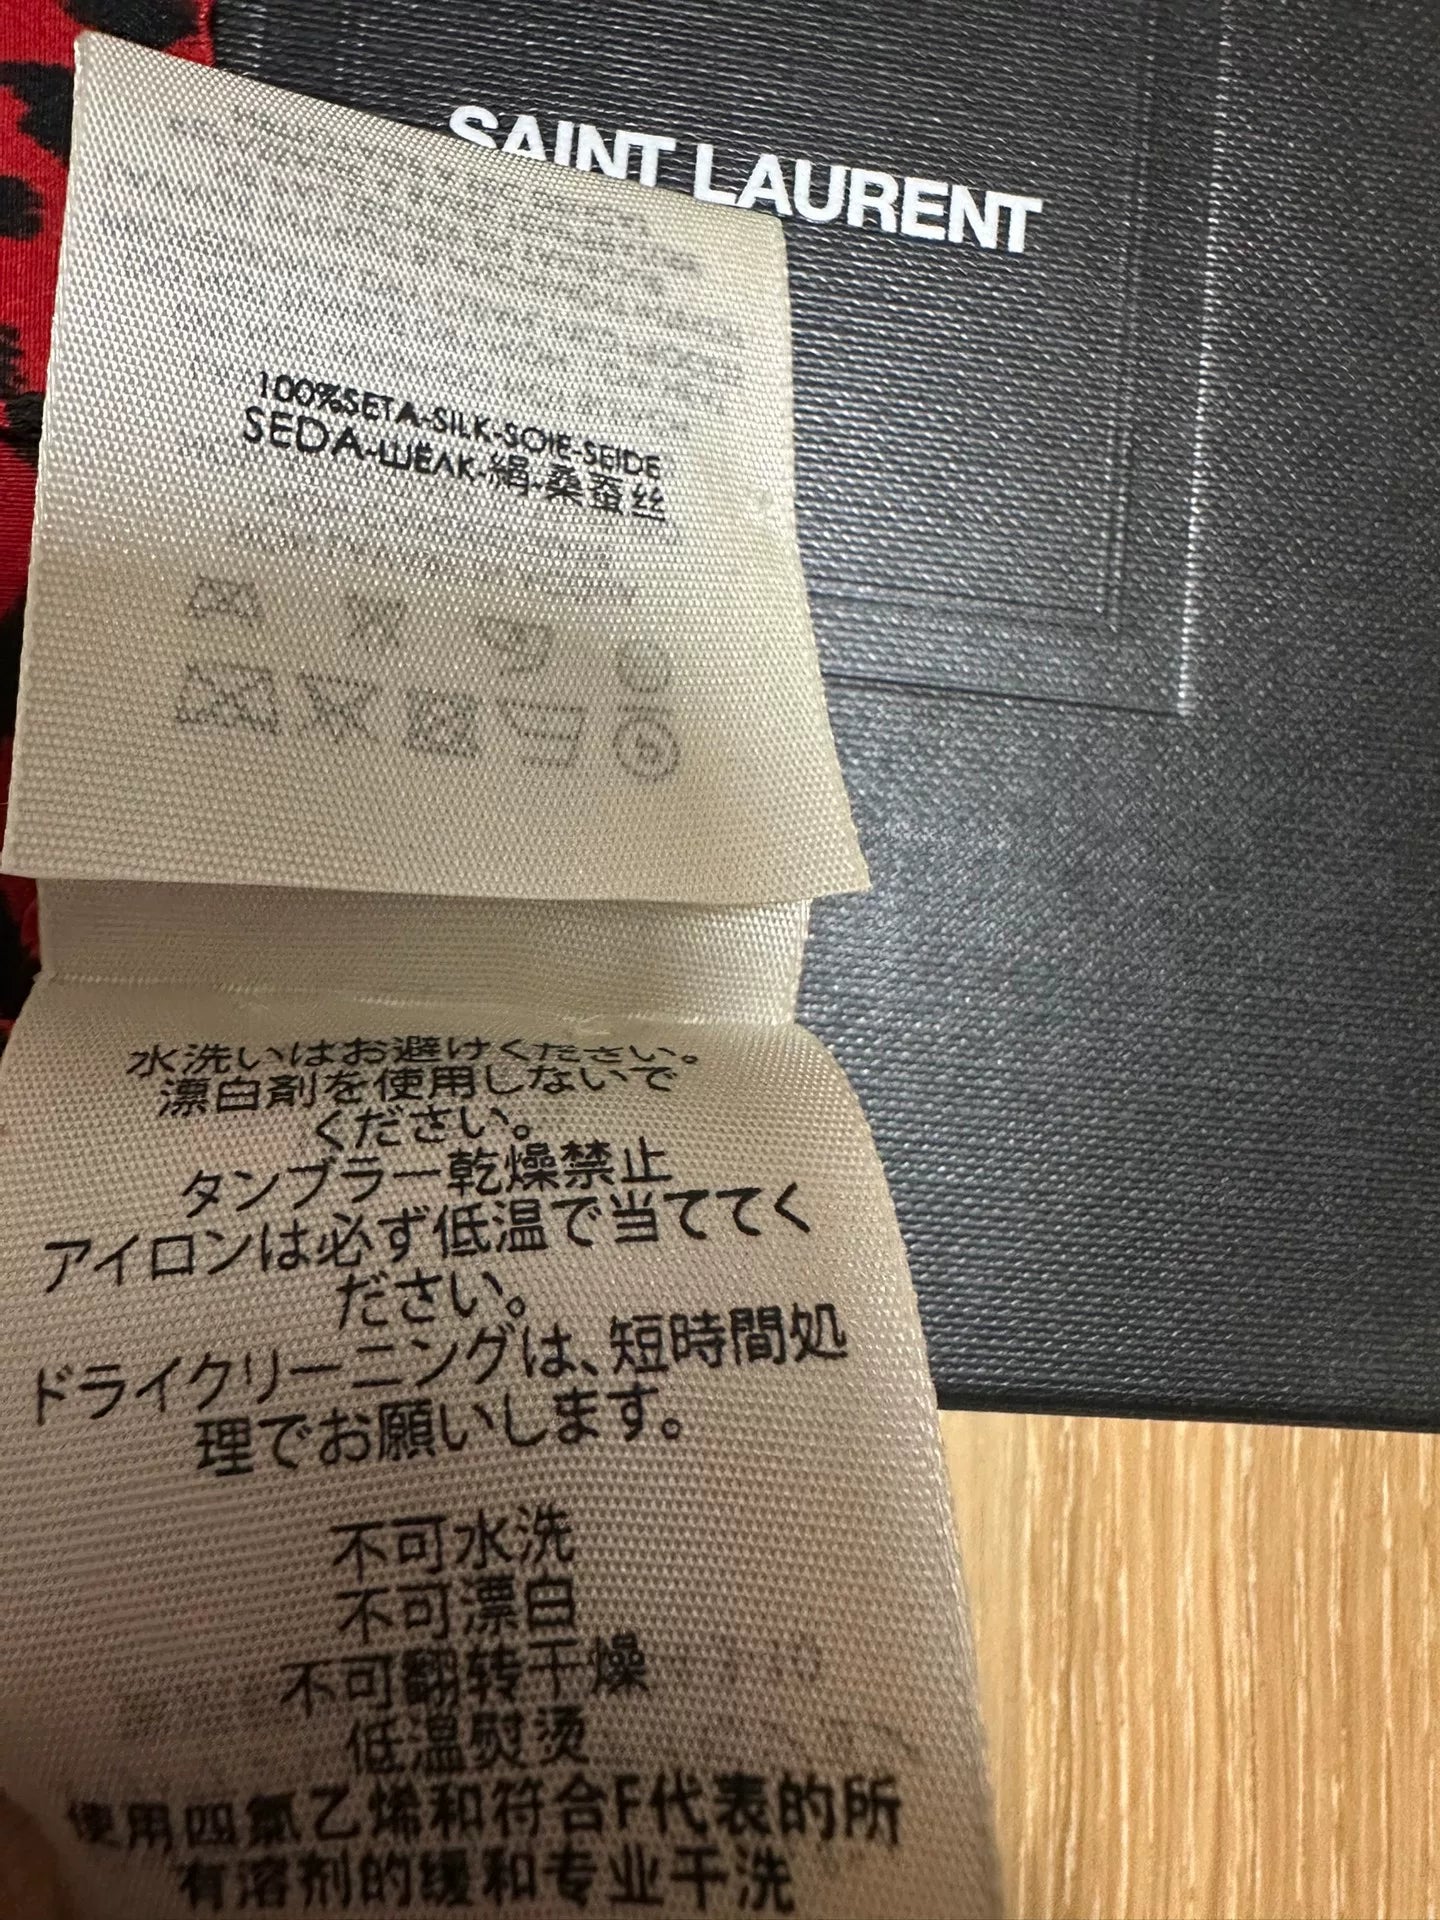 SAINT LAURENT
100%SETA-SILK-SOIE-SEIDE
SEDA-ШЁЛК-絹-桑蚕丝
水洗いはお避けください。
漂白剤を使用しないで
ください。
タンブラー乾燥禁止
アイロンは必ず低温で当ててく
ださい。
ドライクリーニングは、短時間処
理でお願いします。
不可水洗
不可漂白
不可翻转干燥
低温熨烫
使用四氯乙烯和符合F代表的所
有溶剂的缓和专业干洗